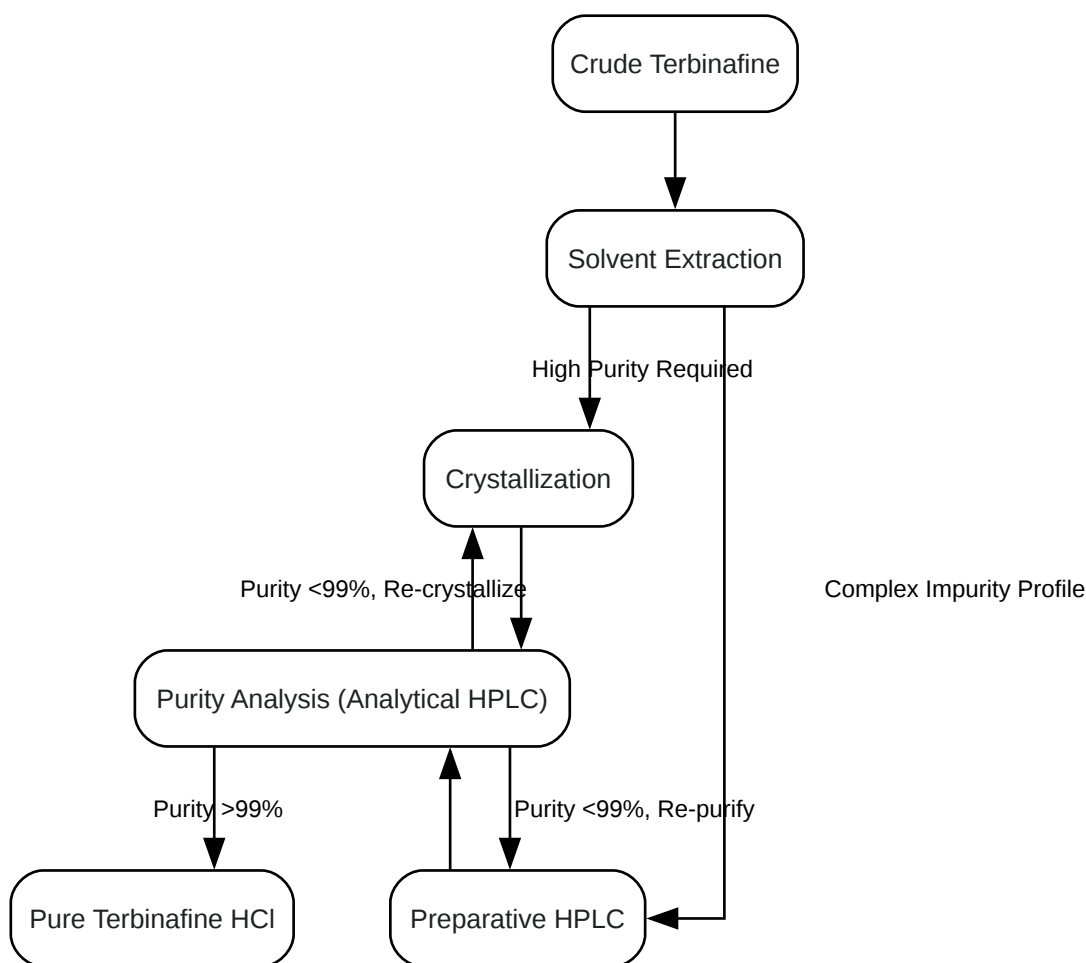 Crude Terbinafine
Solvent Extraction
High Purity Required
Crystallization
Purity <99%, Re-crystallize
Complex Impurity Profile
Purity Analysis (Analytical HPLC)
Purity >99%
Purity <99%, Re-purify
Pure Terbinafine HCl
Preparative HPLC